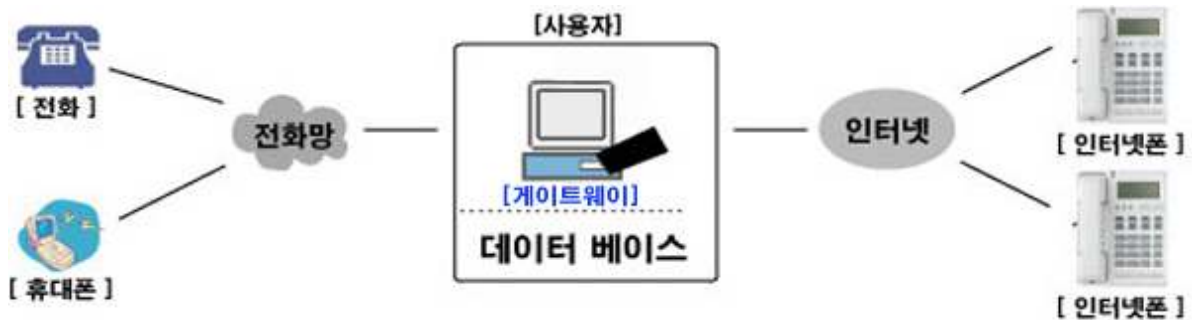 [사용자]
[ 전화 ]
전화망
인터넷
[ 인터넷폰 ]
[게이트웨이]
데이터 베이스
[ 휴대폰 ]
[ 인터넷폰 ]